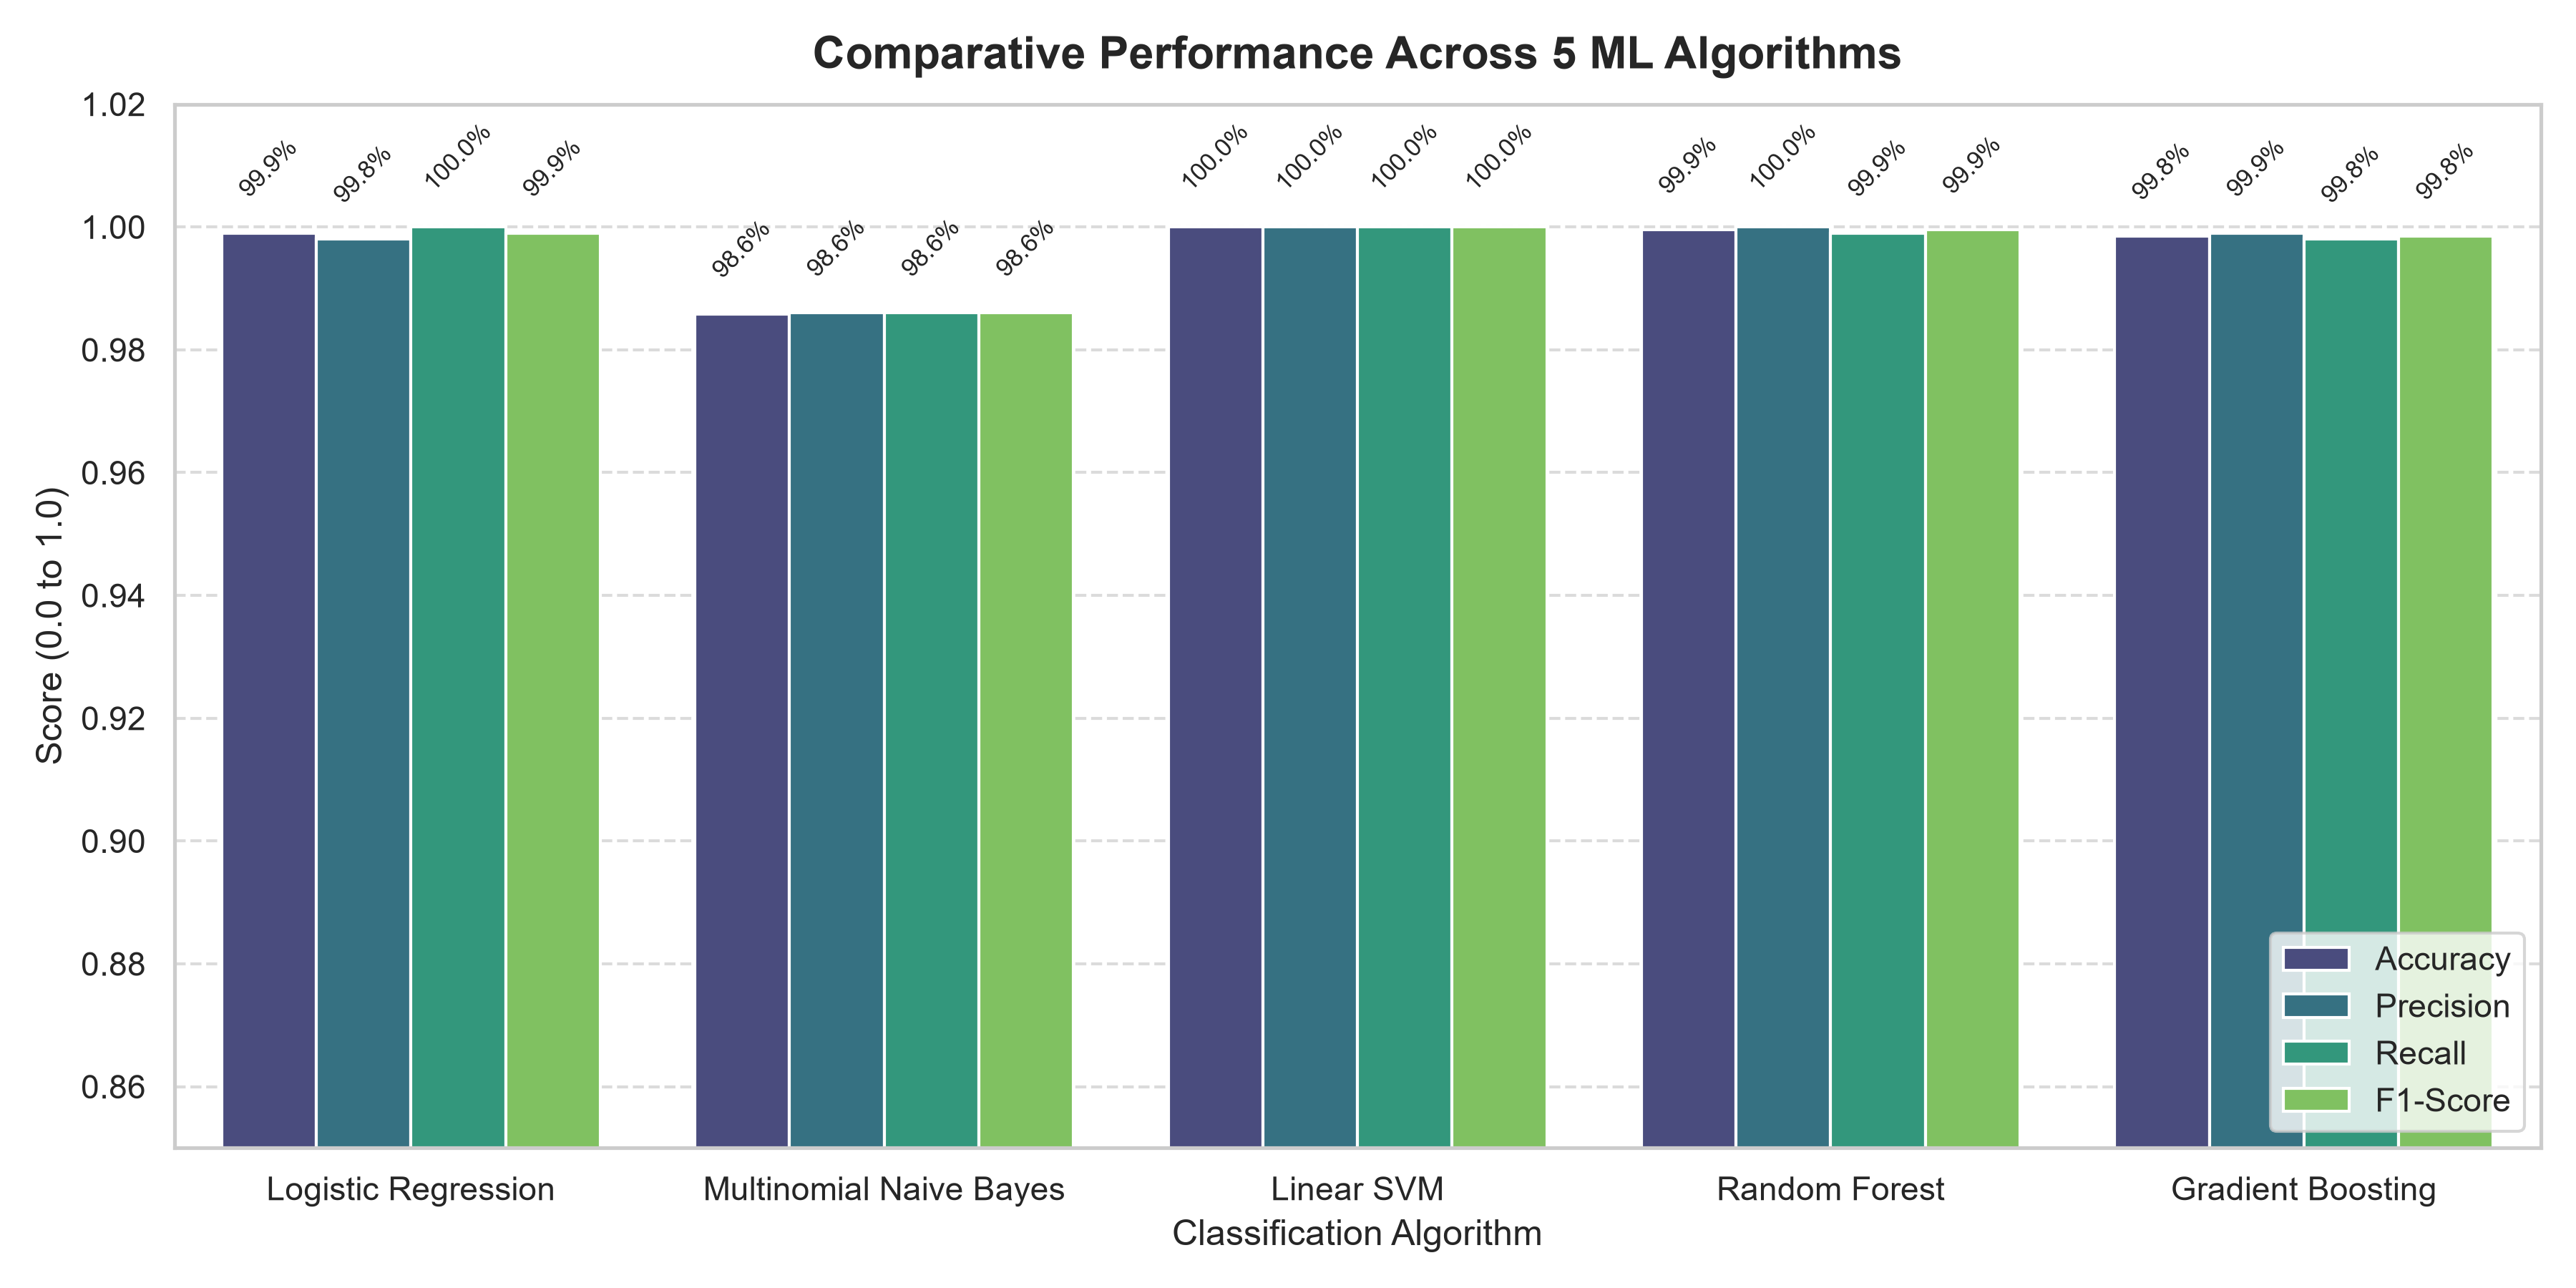 Comparative Performance Across 5 ML Algorithms
1.02
1.00
0.98
0.96
0.94
0.92
0.90
0.88
0.86
Score (0.0 to 1.0)
99.9% 99.8% 100.0% 99.9%
98.6% 98.6% 98.6% 98.6%
100.0% 100.0% 100.0% 100.0%
99.9% 100.0% 99.9% 99.9%
99.8% 99.9% 99.8% 99.8%
Accuracy
Precision
Recall
F1-Score
Logistic Regression Multinomial Naive Bayes Linear SVM Random Forest Gradient Boosting
Classification Algorithm